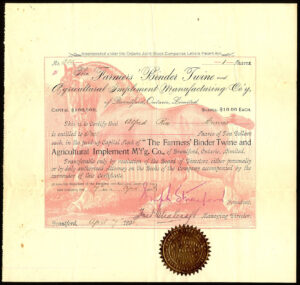 Incorporated under the Ontario Joint Stock Companies Letters Patent Act.
No.
The Farmers' Binder Twine and
Agricultural Implement Manufacturing Co'y.
of Brantford, Ontario, Limited.
CAPITAL $100,000. SHARES, $10.00 EACH.
This is to Certify that Alfred
is entitled to Shares of Ten Dollars
each, in the Capital Stock of "The Farmers' Binder Twine and
Agricultural Implement M'f'g. Co., of Brantford, Ontario, Limited.
Transferable only by resolution of the Board of Directors, either personally
or by duly authorized Attorney on the Books of the Company accompanied by the
surrender of this Certificate.
Joseph Stratford
President.
Managing Director.
Brantford, April